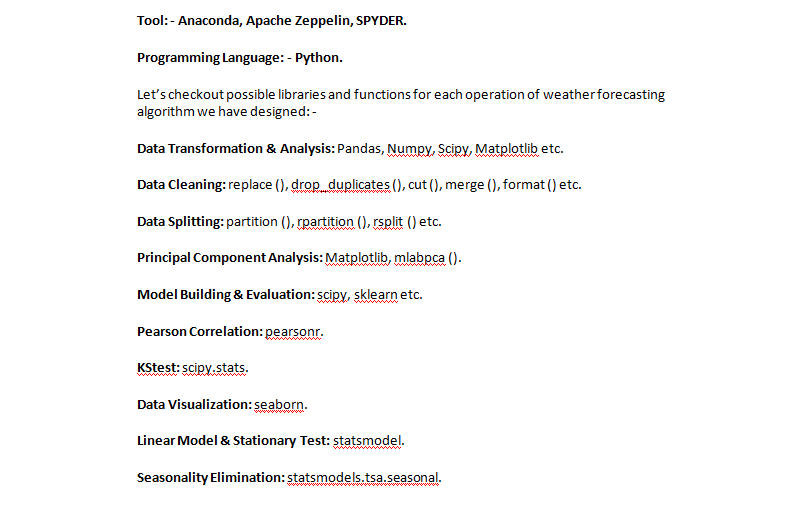 Tool: - Anaconda, Apache Zeppelin, SPYDER.
Programming Language: - Python.
Let's checkout possible libraries and functions for each operation of weather forecasting
algorithm we have designed: -
Data Transformation & Analysis: Pandas, Numpy, Scipy, Matplotlib etc.
Data Cleaning: replace (), drop_duplicates (), cut (), merge (), format () etc.
Data Splitting: partition (), rpartition (), rsplit () etc.
Principal Component Analysis: Matplotlib, mlabpca ().
Model Building & Evaluation: scipy, sklearn etc.
Pearson Correlation: pearsonr.
KStest: scipy.stats.
Data Visualization: seaborn.
Linear Model & Stationary Test: statsmodel.
Seasonality Elimination: statsmodels.tsa.seasonal.